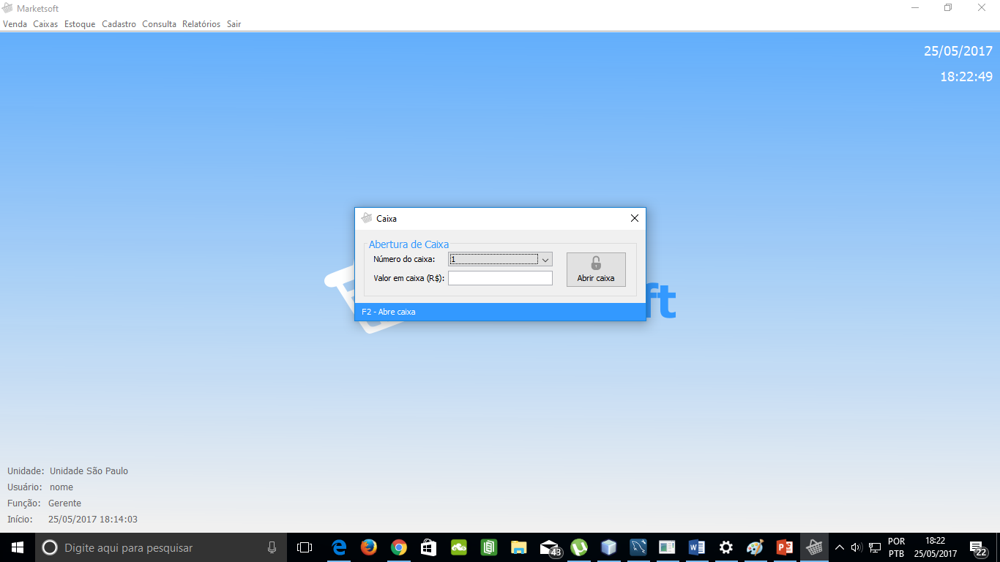 Marketsoft
Venda Caixas Estoque Cadastro Consulta Relatórios Sair
25/05/2017
18:22:49
Caixa
Abertura de Caixa
Número do caixa: 1
Valor em caixa (R$):
Abrir caixa
ft
F2 - Abre caixa
Unidade: Unidade São Paulo
Usuário: nome
Função: Gerente
Início: 25/05/2017 18:14:03
Digite aqui para pesquisar
43
POR
PTB
18:22
25/05/2017
22